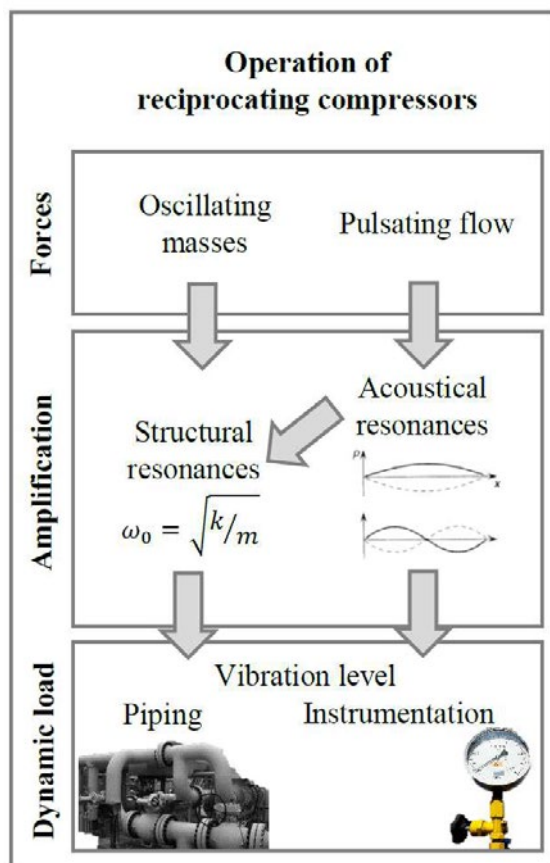 Operation of
reciprocating compressors
Forces
Oscillating
masses
Pulsating flow
Amplification
Acoustical
resonances
Structural
resonances
p
x
ω₀ = √k/m
Dynamic load
Vibration level
Piping
Instrumentation